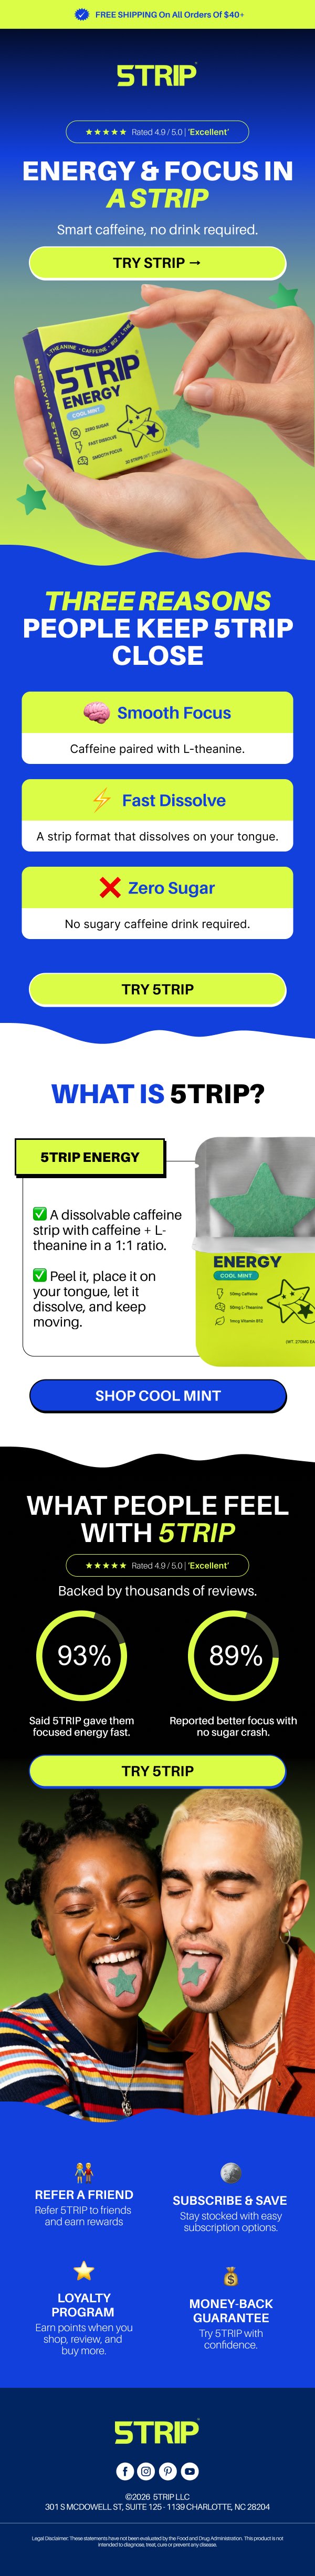 FREE SHIPPING On All Orders Of $40+
5TRIP
★★★★★ Rated 4.9 / 5.0 | 'Excellent'
ENERGY & FOCUS IN
A STRIP
Smart caffeine, no drink required.
TRY 5TRIP →
L-THEANINE • CAFFEINE • B12 • L-THE
ENERGY IN A STRIP
5TRIP
ENERGY
COOL MINT
ZERO SUGAR
FAST DISSOLVE
SMOOTH FOCUS
THREE REASONS
PEOPLE KEEP 5TRIP
CLOSE
Smooth Focus
Caffeine paired with L-theanine.
Fast Dissolve
A strip format that dissolves on your tongue.
Zero Sugar
No sugary caffeine drink required.
TRY 5TRIP
WHAT IS 5TRIP?
5TRIP ENERGY
A dissolvable caffeine
strip with caffeine + L-
theanine in a 1:1 ratio.
Peel it, place it on
your tongue, let it
dissolve, and keep
moving.
ENERGY
COOL MINT
50mg Caffeine
50mg L-Theanine
1mcg Vitamin B12
SHOP COOL MINT
WHAT PEOPLE FEEL
WITH 5TRIP
★★★★★ Rated 4.9 / 5.0 | 'Excellent'
Backed by thousands of reviews.
93%
89%
Said 5TRIP gave them
focused energy fast.
Reported better focus with
no sugar crash.
TRY 5TRIP
REFER A FRIEND
Refer 5TRIP to friends
and earn rewards
SUBSCRIBE & SAVE
Stay stocked with easy
subscription options.
LOYALTY
PROGRAM
Earn points when you
shop, review, and
buy more.
MONEY-BACK
GUARANTEE
Try 5TRIP with
confidence.
5TRIP
©2026 5TRIP LLC
301 S MCDOWELL ST, SUITE 125 - 1139 CHARLOTTE, NC 28204
Legal Disclaimer: These statements have not been evaluated by the Food and Drug Administration. This product is not
intended to diagnose, treat, cure or prevent any disease.